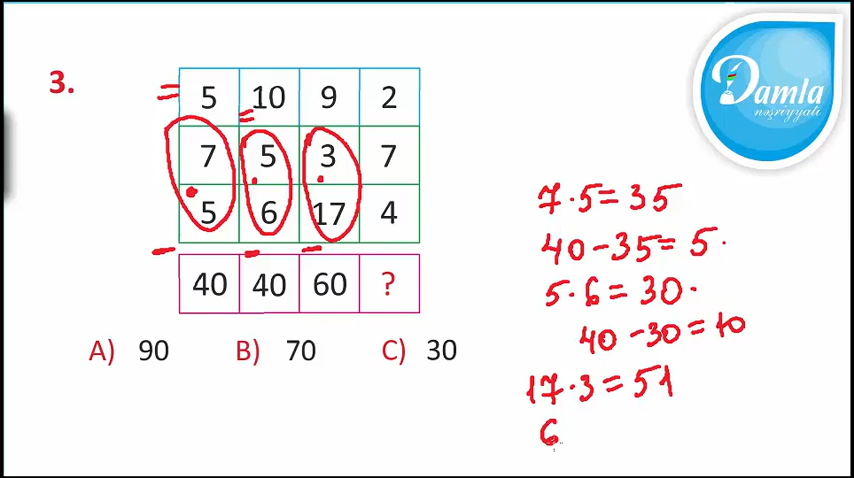 3.
= 5 10 9 2
= 7 5 3 7
5 6 17 4
40 40 60 ?
A) 90 B) 70 C) 30
Damla
nəşriyyatı
7·5=35
40-35=5·
5·6=30·
40-30=10
17·3=51
6